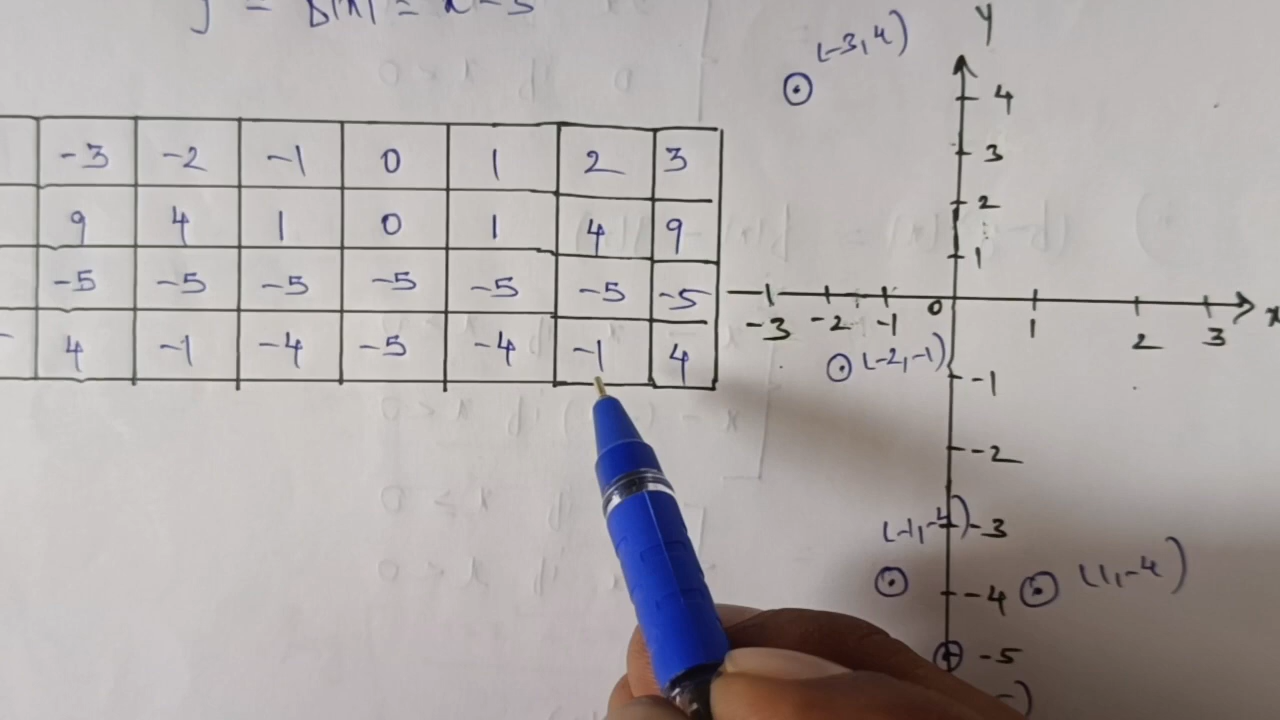 -3 -2 -1 0 1 2 3
9 4 1 0 1 4 9
-5 -5 -5 -5 -5 -5 -5
4 -1 -4 -5 -4 -1 4
y
(-3,4)
4
3
2
1
-3 -2 -1 0 1 2 3 x
(-2,-1)
-1
-2
(-1,-4) -3
-4 (1,-4)
-5